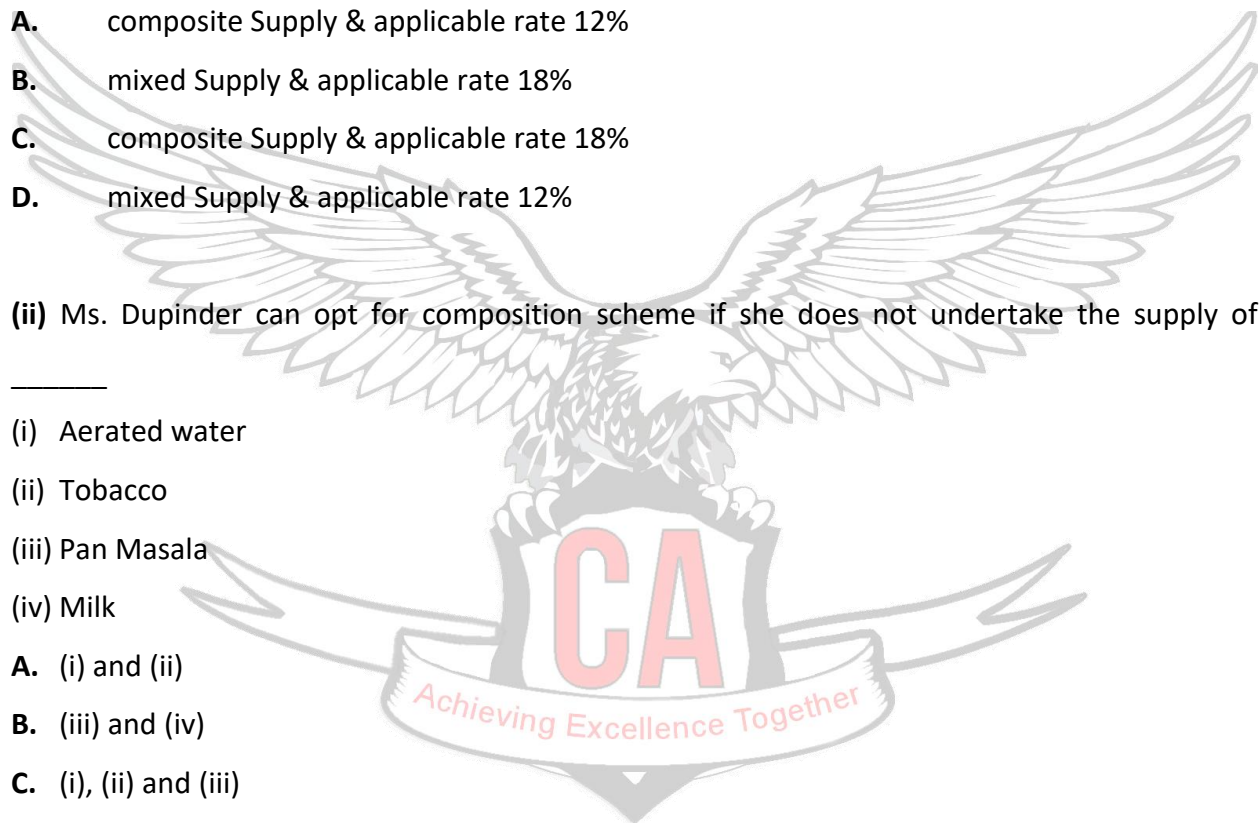 A. composite Supply & applicable rate 12%
B. mixed Supply & applicable rate 18%
C. composite Supply & applicable rate 18%
D. mixed Supply & applicable rate 12%
(ii) Ms. Dupinder can opt for composition scheme if she does not undertake the supply of
______
(i) Aerated water
(ii) Tobacco
(iii) Pan Masala
(iv) Milk
A. (i) and (ii)
B. (iii) and (iv)
C. (i), (ii) and (iii)
CA
Achieving Excellence Together